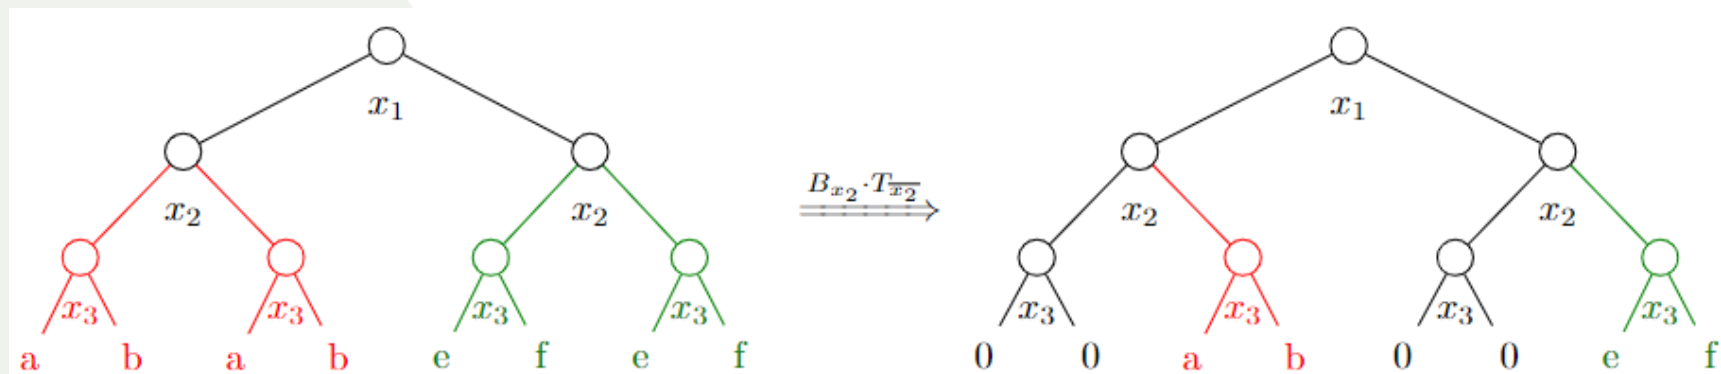 x₁ x₁
B_{x₂}·T_{\overline{x₂}}
x₂ x₂ x₂ x₂
x₃ x₃ x₃ x₃ x₃ x₃ x₃ x₃
a b a b e f e f 0 0 a b 0 0 e f